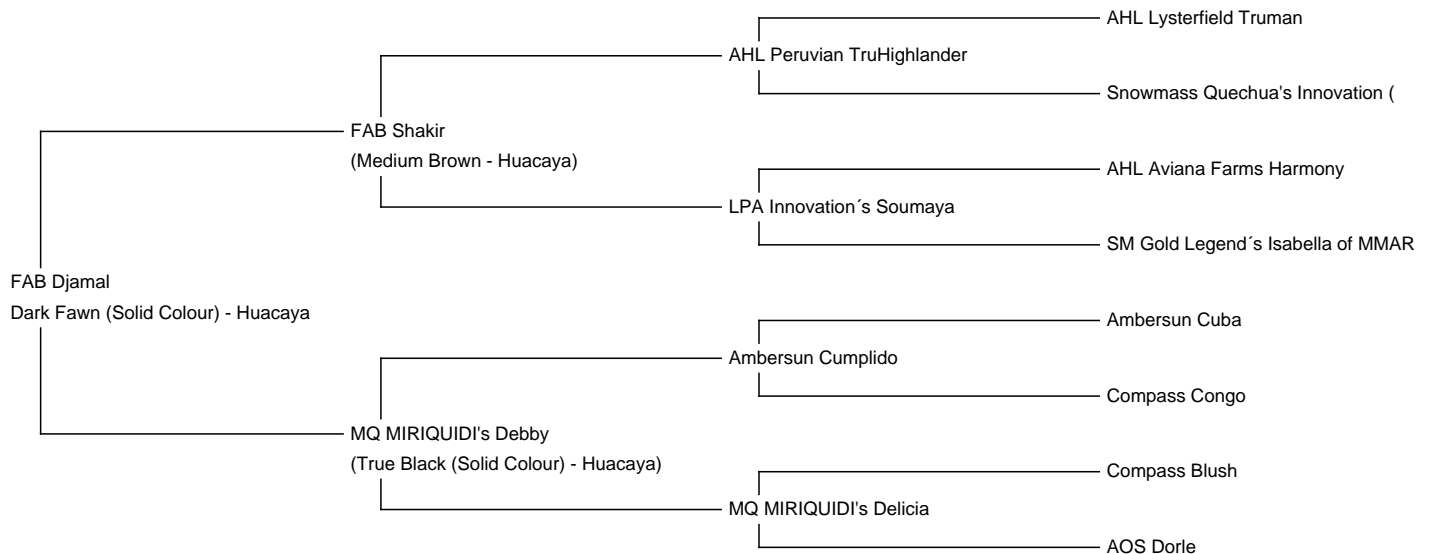 AHL Lysterfield Truman
AHL Peruvian TruHighlander
Snowmass Quechua's Innovation (
FAB Shakir
(Medium Brown - Huacaya)
AHL Aviana Farms Harmony
LPA Innovation´s Soumaya
SM Gold Legend´s Isabella of MMAR
FAB Djamal
Dark Fawn (Solid Colour) - Huacaya
Ambersun Cuba
Ambersun Cumplido
Compass Congo
MQ MIRIQUIDI's Debby
(True Black (Solid Colour) - Huacaya)
Compass Blush
MQ MIRIQUIDI's Delicia
AOS Dorle